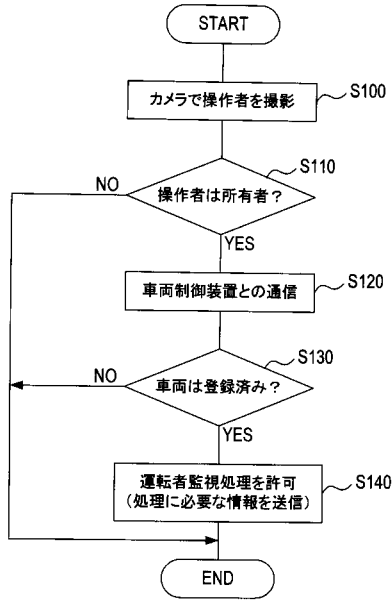 START
カメラで操作者を撮影
S100
操作者は所有者？
S110
NO
YES
車両制御装置との通信
S120
車両は登録済み？
S130
NO
YES
運転者監視処理を許可
（処理に必要な情報を送信）
S140
END